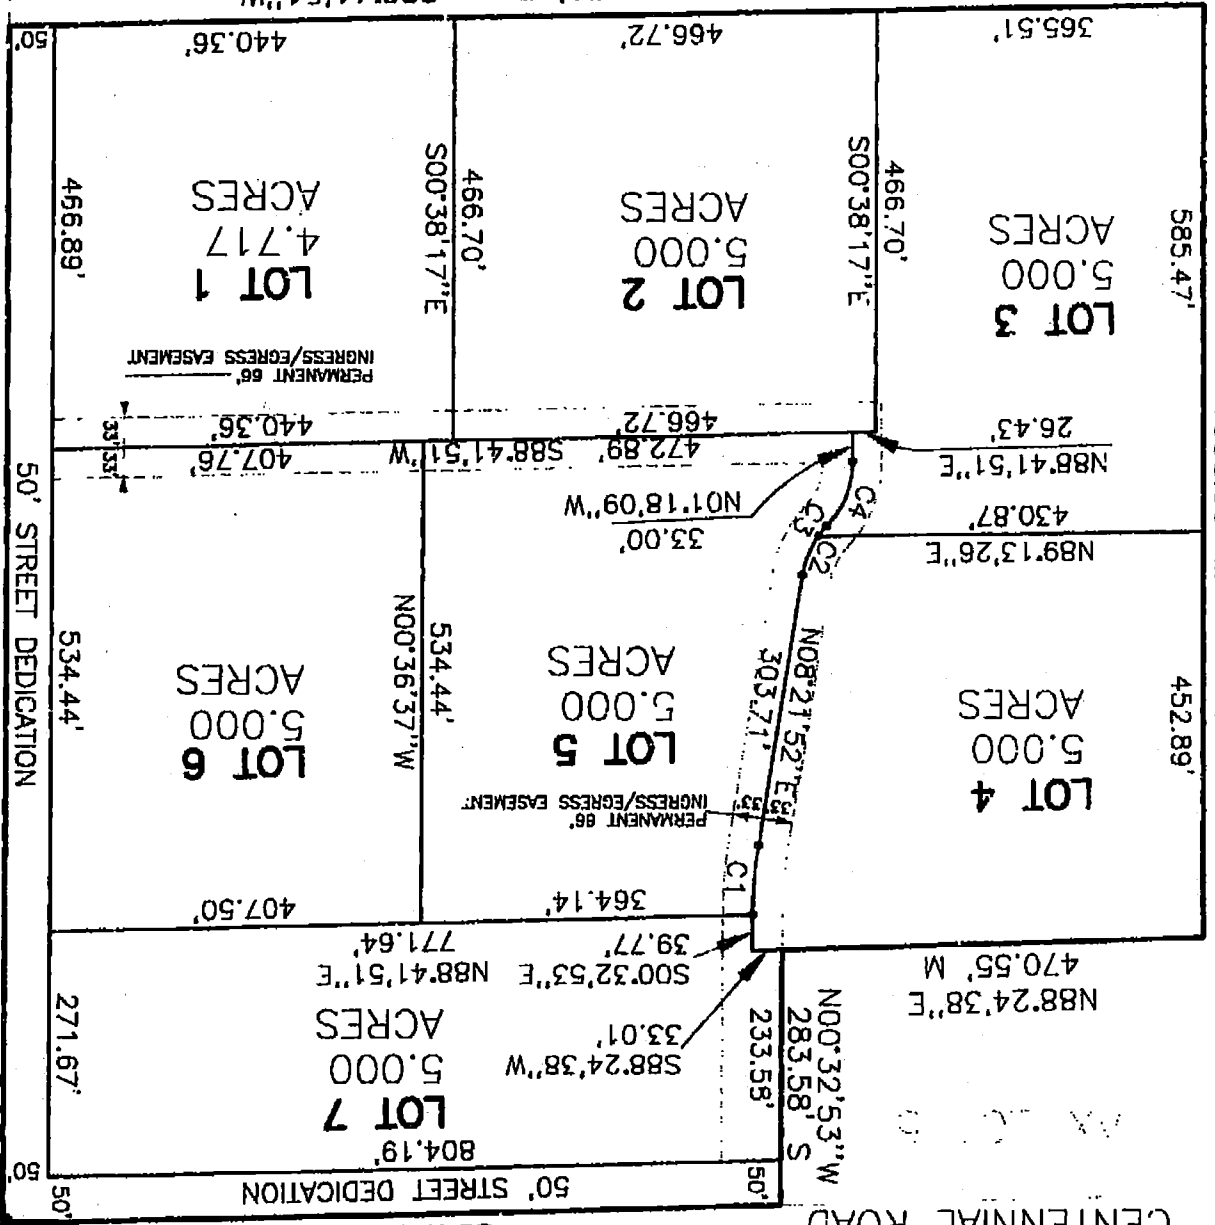 CENTENNIAL ROAD
50' STREET DEDICATION
50'
50'
50'
804.19'
LOT 7
5.000
ACRES
271.67'
N00°32'53"W
283.58' S
233.58'
S88°24'38"W
33.01'
S00°32'53"E
39.77'
N88°41'51"E
771.64'
N88°24'38"E
470.55' M
407.50'
364.14'
C1
PERMANENT 66'
INGRESS/EGRESS EASEMENT
33' 33'
LOT 4
5.000
ACRES
452.89'
LOT 5
5.000
ACRES
LOT 6
5.000
ACRES
N08°21'52"E
303.71'
534.44'
N00°36'37"W
534.44'
50' STREET DEDICATION
N89°13'26"E
430.87'
C2
C3
C4
33.00'
N01°18'09"W
N88°41'51"E
26.43'
472.89' S88°41'51"W
407.76'
466.72'
440.36'
33' 33'
PERMANENT 66'
INGRESS/EGRESS EASEMENT
LOT 3
5.000
ACRES
585.47'
466.70'
S00°38'17"E
LOT 2
5.000
ACRES
466.70'
S00°38'17"E
LOT 1
4.717
ACRES
466.89'
365.51'
466.72'
440.36'
50'